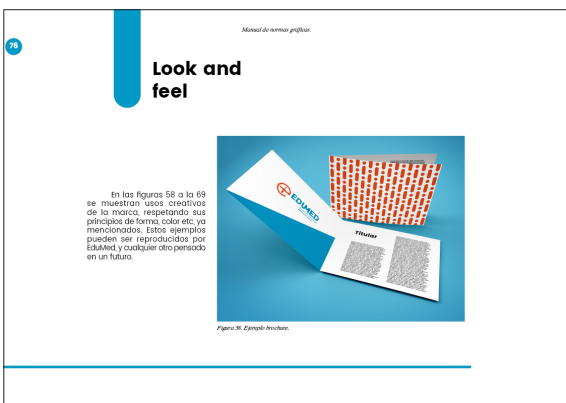 Manual de normas gráficas.
76
Look and
feel
En las figuras 58 a la 69
se muestran usos creativos
de la marca, respetando sus
principios de forma, color etc, ya
mencionados. Estos ejemplos
pueden ser reproducidos por
EduMed, y cualquier otro pensado
en un futuro.
EDUMED
Titular
Figura 58. Ejemplo brochure.